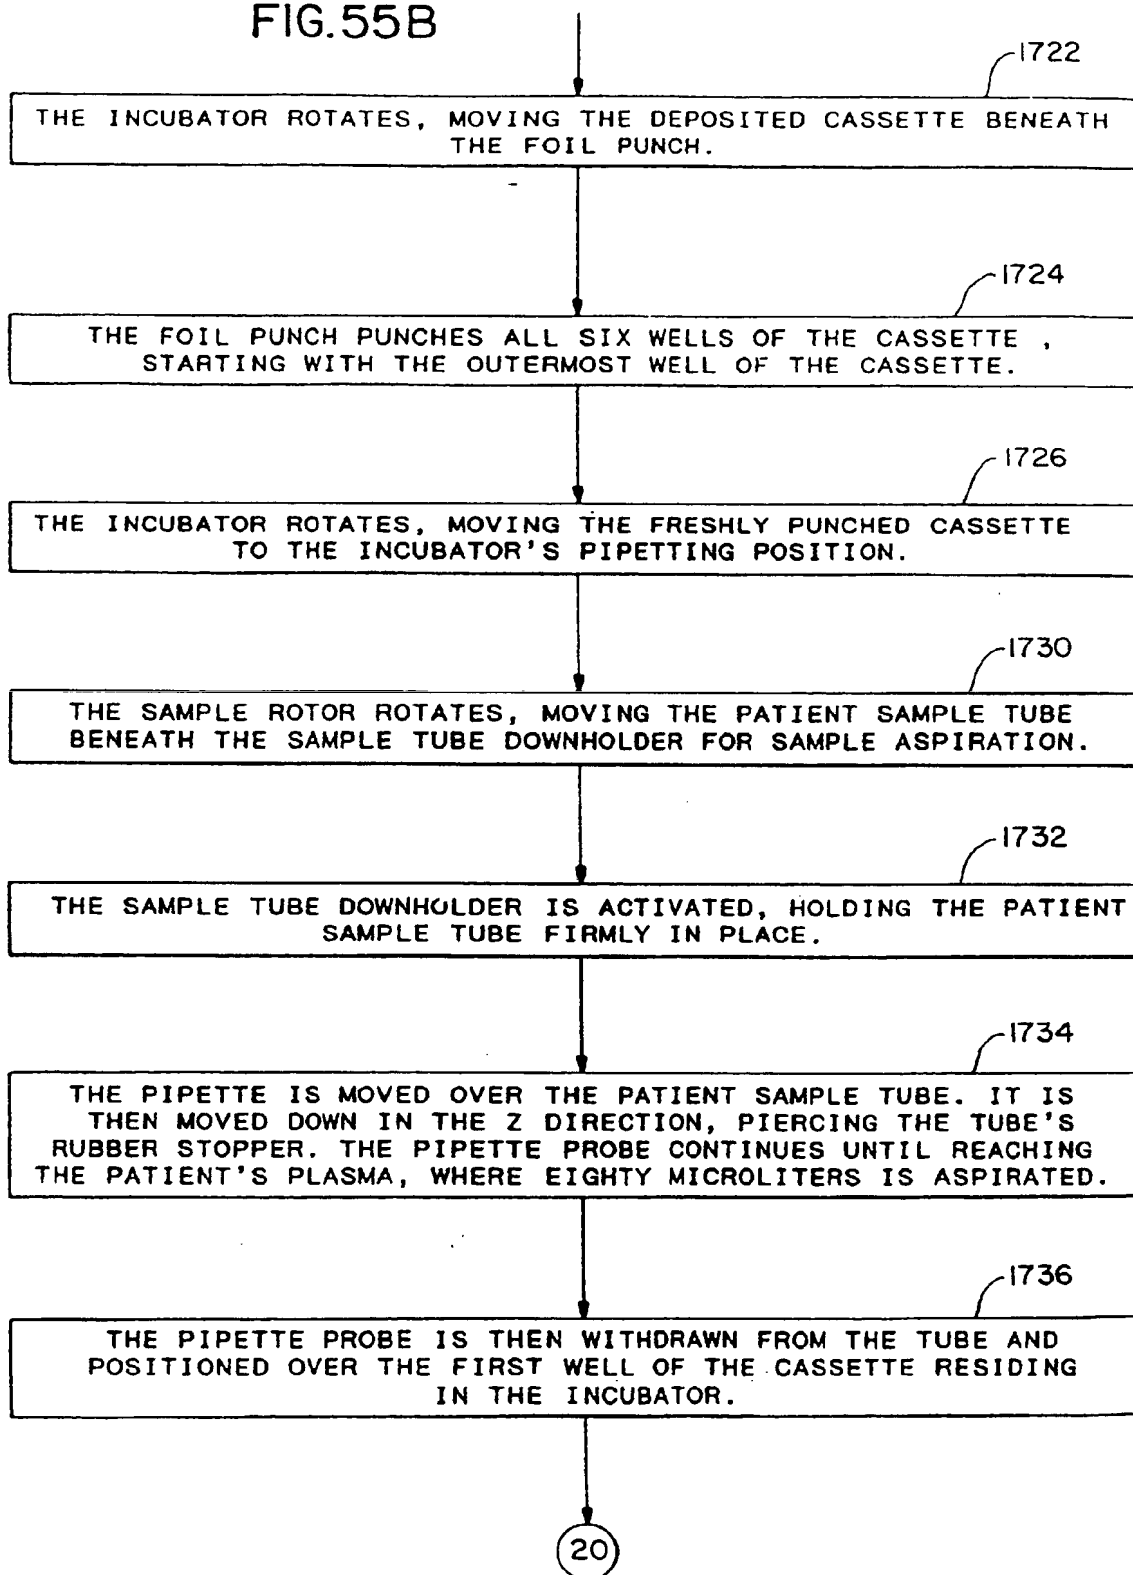 FIG.55B
1722
THE INCUBATOR ROTATES, MOVING THE DEPOSITED CASSETTE BENEATH
THE FOIL PUNCH.
1724
THE FOIL PUNCH PUNCHES ALL SIX WELLS OF THE CASSETTE ,
STARTING WITH THE OUTERMOST WELL OF THE CASSETTE.
1726
THE INCUBATOR ROTATES, MOVING THE FRESHLY PUNCHED CASSETTE
TO THE INCUBATOR'S PIPETTING POSITION.
1730
THE SAMPLE ROTOR ROTATES, MOVING THE PATIENT SAMPLE TUBE
BENEATH THE SAMPLE TUBE DOWNHOLDER FOR SAMPLE ASPIRATION.
1732
THE SAMPLE TUBE DOWNHOLDER IS ACTIVATED, HOLDING THE PATIENT
SAMPLE TUBE FIRMLY IN PLACE.
1734
THE PIPETTE IS MOVED OVER THE PATIENT SAMPLE TUBE. IT IS
THEN MOVED DOWN IN THE Z DIRECTION, PIERCING THE TUBE'S
RUBBER STOPPER. THE PIPETTE PROBE CONTINUES UNTIL REACHING
THE PATIENT'S PLASMA, WHERE EIGHTY MICROLITERS IS ASPIRATED.
1736
THE PIPETTE PROBE IS THEN WITHDRAWN FROM THE TUBE AND
POSITIONED OVER THE FIRST WELL OF THE CASSETTE RESIDING
IN THE INCUBATOR.
20